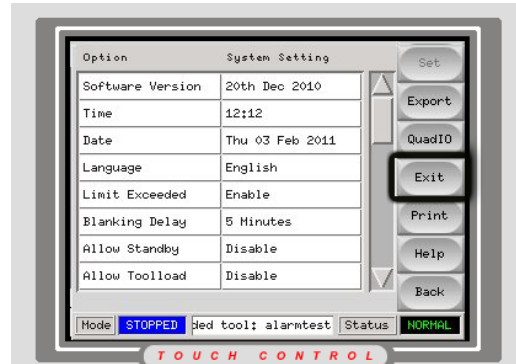 Option System Setting Set
Software Version 20th Dec 2010
Export
Time 12:12
Date Thu 03 Feb 2011 QuadIO
Language English
Exit
Limit Exceeded Enable
Blanking Delay 5 Minutes Print
Allow Standby Disable
Help
Allow Toolload Disable
Back
Mode STOPPED ded tool: alarmtest Status NORMAL
TOUCH CONTROL